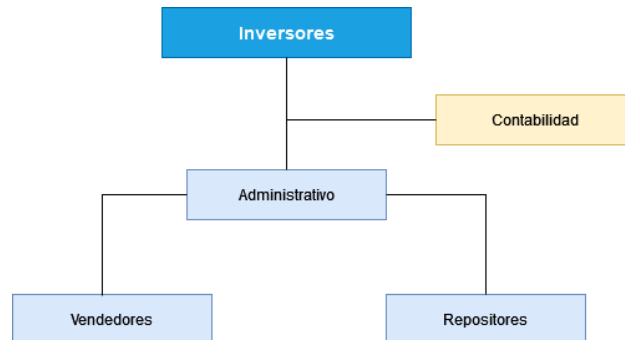 Inversores
Contabilidad
Administrativo
Vendedores
Repositores